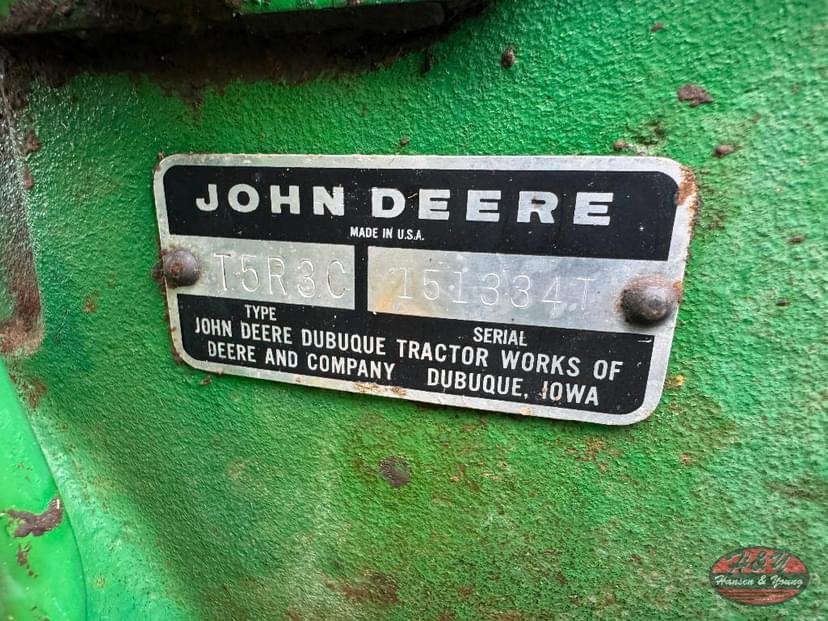 JOHN DEERE
MADE IN U.S.A.
T5R3C 151334T
TYPE SERIAL
JOHN DEERE DUBUQUE TRACTOR WORKS OF
DEERE AND COMPANY DUBUQUE, IOWA
H&Y
Hansen & Young